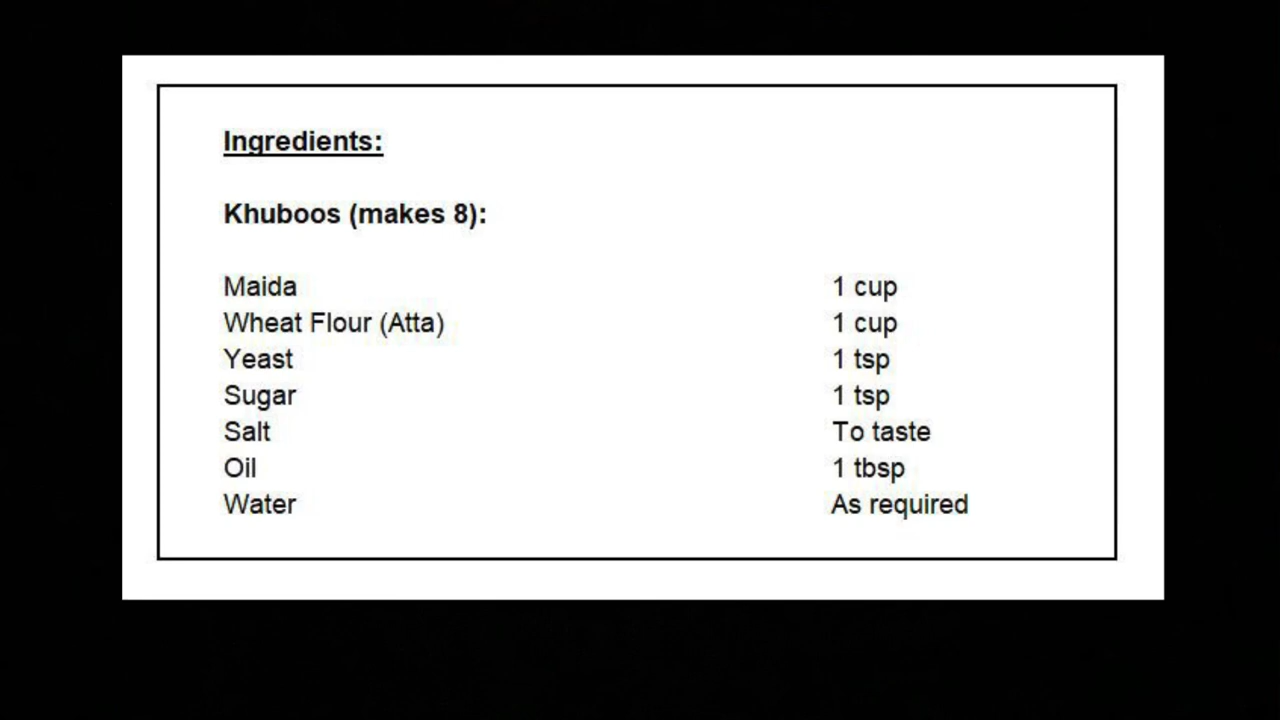 Ingredients:
Khuboos (makes 8):
Maida 1 cup
Wheat Flour (Atta) 1 cup
Yeast 1 tsp
Sugar 1 tsp
Salt To taste
Oil 1 tbsp
Water As required